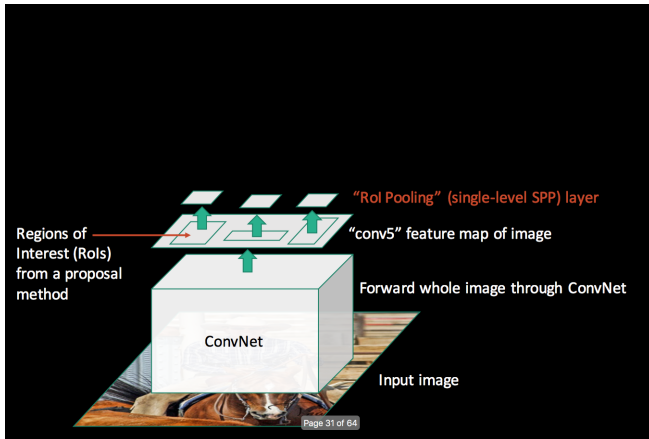 “RoI Pooling” (single-level SPP) layer
Regions of
Interest (RoIs)
from a proposal
method
“conv5” feature map of image
Forward whole image through ConvNet
ConvNet
Input image
Page 31 of 64